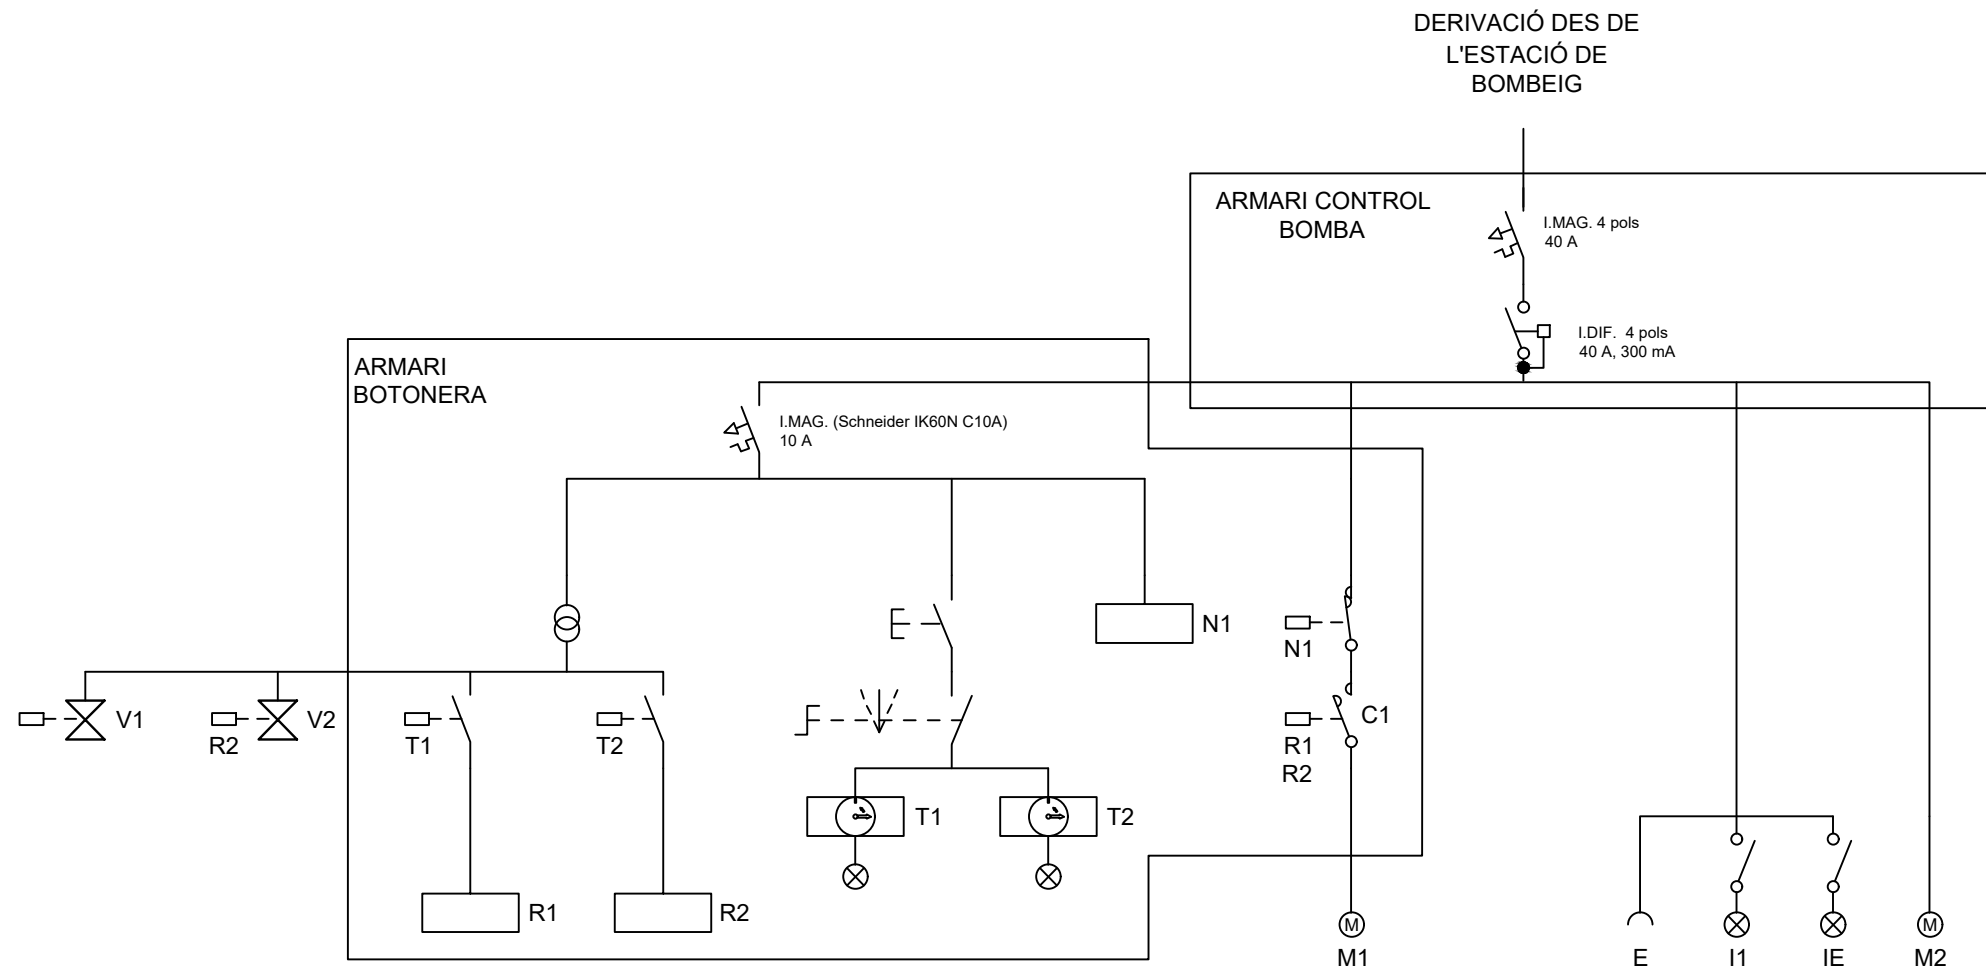 DERIVACIÓ DES DE
L'ESTACIÓ DE
BOMBEIG
ARMARI CONTROL
BOMBA
I.MAG. 4 pols
40 A
I.DIF.  4 pols
40 A, 300 mA
ARMARI
BOTONERA
I.MAG. (Schneider IK60N C10A)
10 A
N1
N1
V1
R2
V2
T1
T2
C1
R1
R2
T1
T2
R1
R2
M
M1
E
I1
IE
M
M2